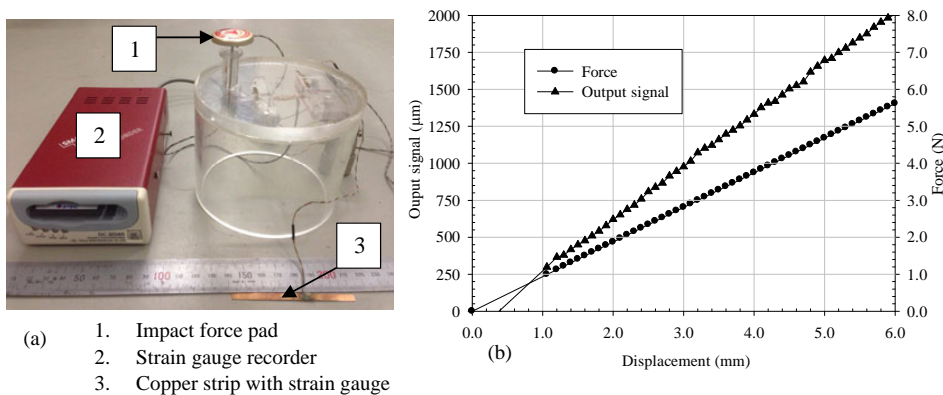 1
2
3
(a)
1. Impact force pad
2. Strain gauge recorder
3. Copper strip with strain gauge
2000
1750
1500
1250
1000
750
500
250
0
Ouput signal (μm)
8.0
7.0
6.0
5.0
4.0
3.0
2.0
1.0
0.0
Force (N)
Force
Output signal
0.0 1.0 2.0 3.0 4.0 5.0 6.0
(b)
Displacement (mm)
50
100
150
200